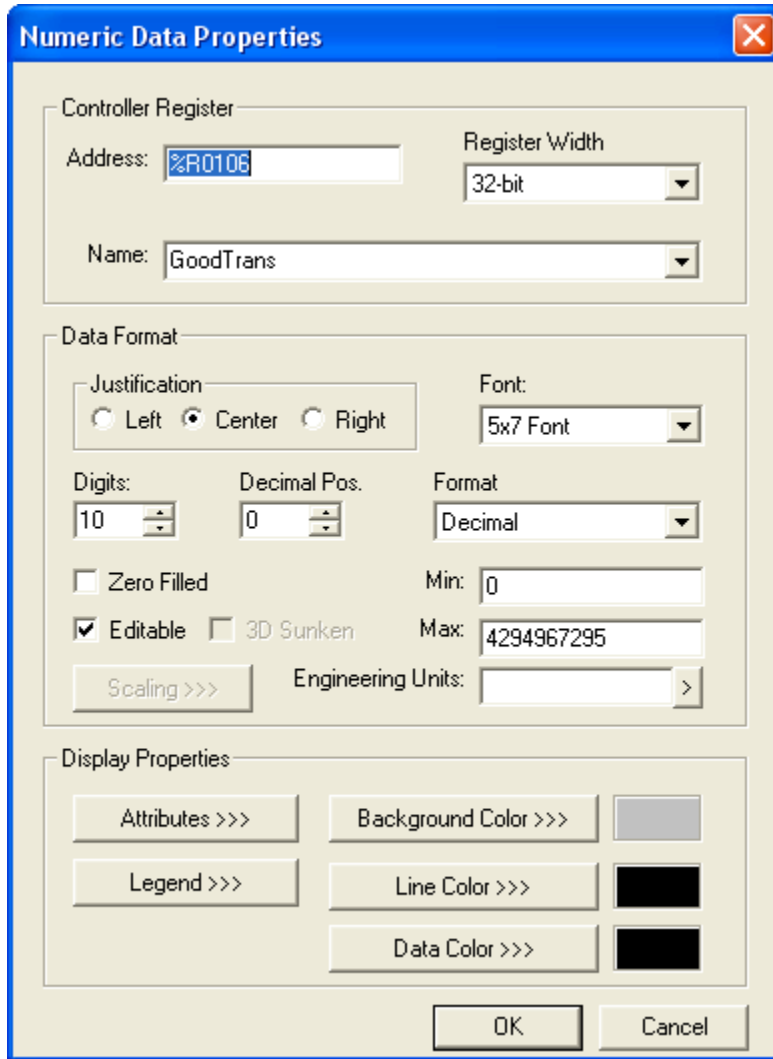 Numeric Data Properties
Controller Register
Address: %R0106
Register Width
32-bit
Name: GoodTrans
Data Format
Justification
Left Center Right
Font:
5x7 Font
Digits: Decimal Pos. Format
10 0 Decimal
Zero Filled Min: 0
Editable 3D Sunken Max: 4294967295
Scaling >>> Engineering Units: >
Display Properties
Attributes >>> Background Color >>>
Legend >>> Line Color >>>
Data Color >>>
OK Cancel